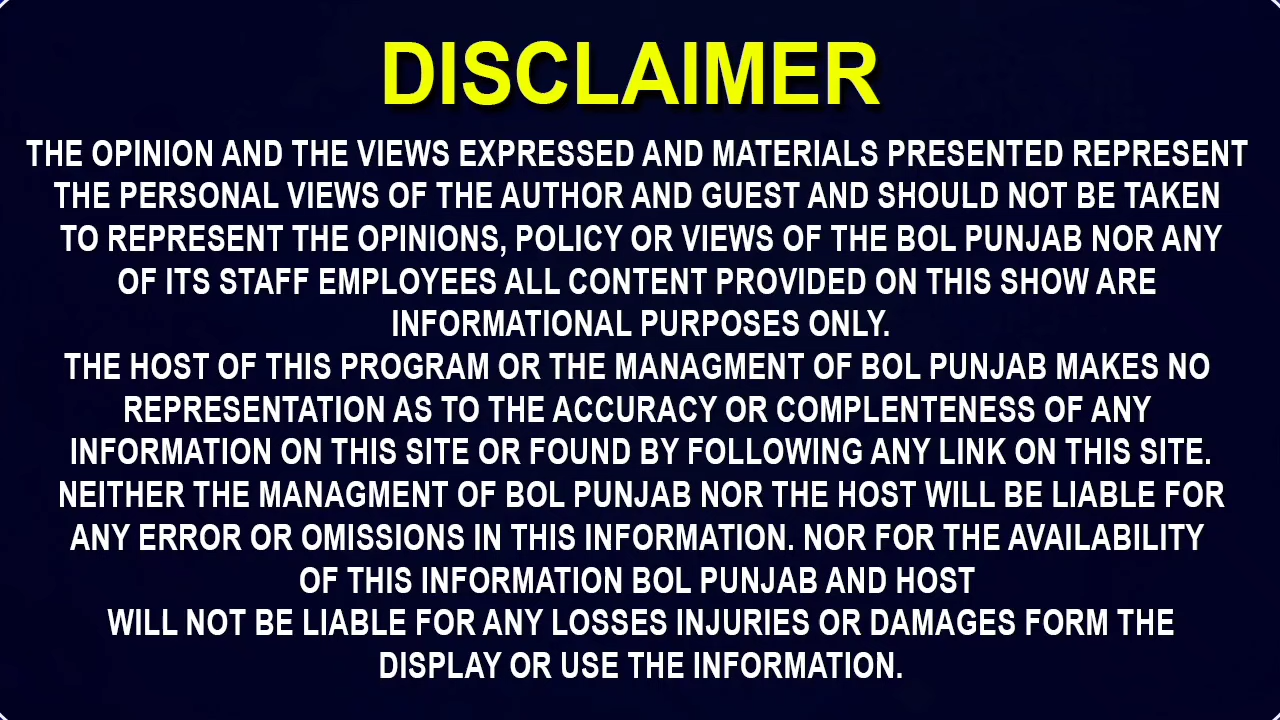 DISCLAIMER
THE OPINION AND THE VIEWS EXPRESSED AND MATERIALS PRESENTED REPRESENT
THE PERSONAL VIEWS OF THE AUTHOR AND GUEST AND SHOULD NOT BE TAKEN
TO REPRESENT THE OPINIONS, POLICY OR VIEWS OF THE BOL PUNJAB NOR ANY
OF ITS STAFF EMPLOYEES ALL CONTENT PROVIDED ON THIS SHOW ARE
INFORMATIONAL PURPOSES ONLY.
THE HOST OF THIS PROGRAM OR THE MANAGMENT OF BOL PUNJAB MAKES NO
REPRESENTATION AS TO THE ACCURACY OR COMPLENTENESS OF ANY
INFORMATION ON THIS SITE OR FOUND BY FOLLOWING ANY LINK ON THIS SITE.
NEITHER THE MANAGMENT OF BOL PUNJAB NOR THE HOST WILL BE LIABLE FOR
ANY ERROR OR OMISSIONS IN THIS INFORMATION. NOR FOR THE AVAILABILITY
OF THIS INFORMATION BOL PUNJAB AND HOST
WILL NOT BE LIABLE FOR ANY LOSSES INJURIES OR DAMAGES FORM THE
DISPLAY OR USE THE INFORMATION.